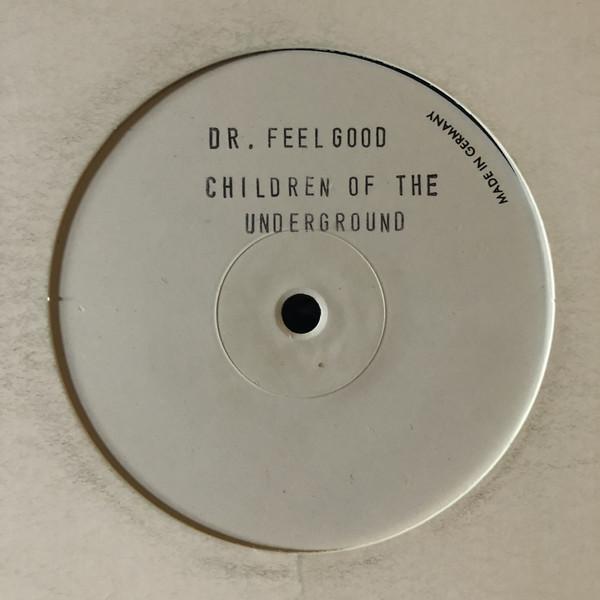 DR. FEELGOOD
CHILDREN OF THE
UNDERGROUND
MADE IN GERMANY